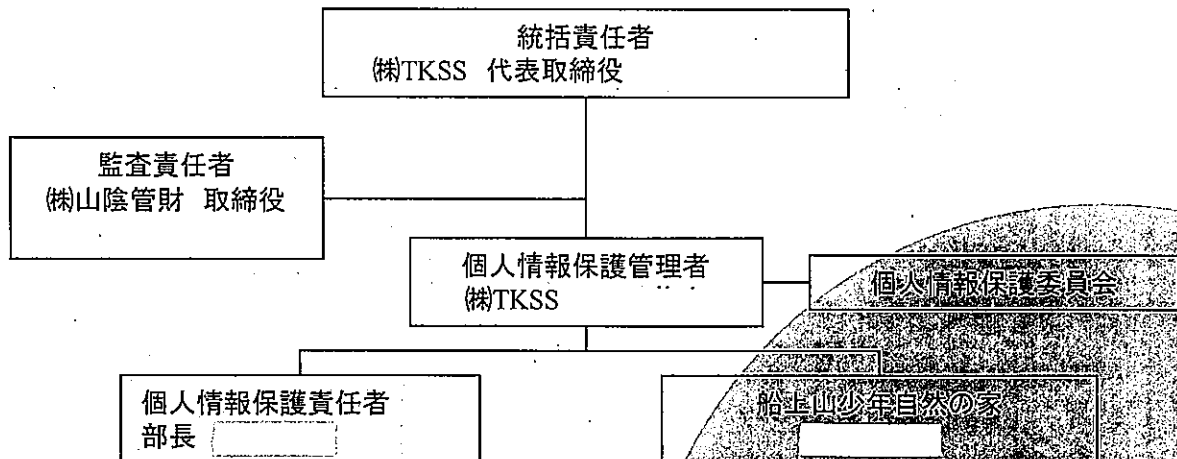 統括責任者
㈱TKSS 代表取締役
監査責任者
㈱山陰管財 取締役
個人情報保護管理者
㈱TKSS
個人情報保護委員会
個人情報保護責任者
部長
船上山少年自然の家